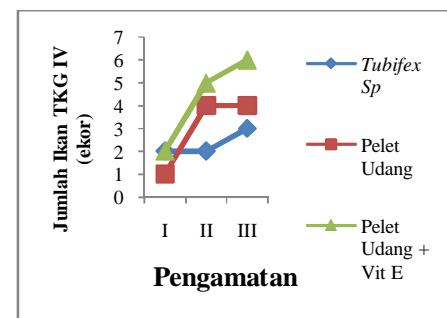 Jumlah Ikan TKG IV
(ekor)
7
6
5
4
3
2
1
0
I II III
Pengamatan
Tubifex
Sp
Pelet
Udang
Pelet
Udang +
Vit E